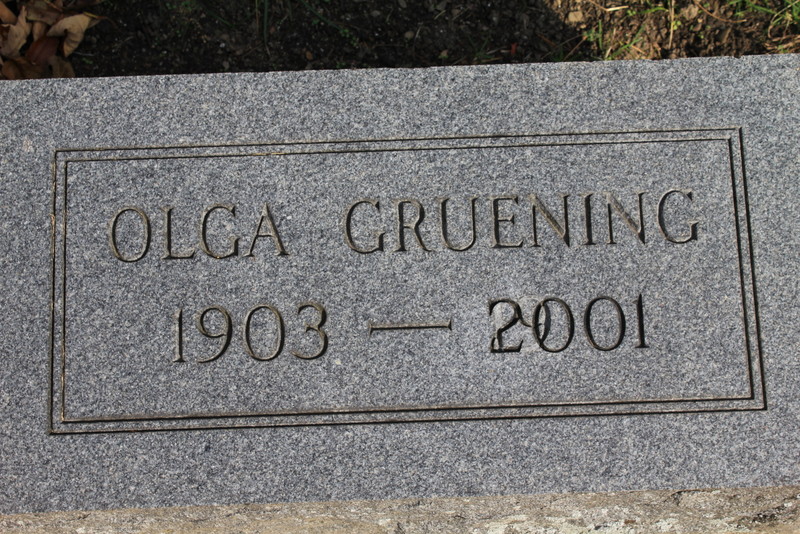 OLGA GRUENING
1903 — 2001